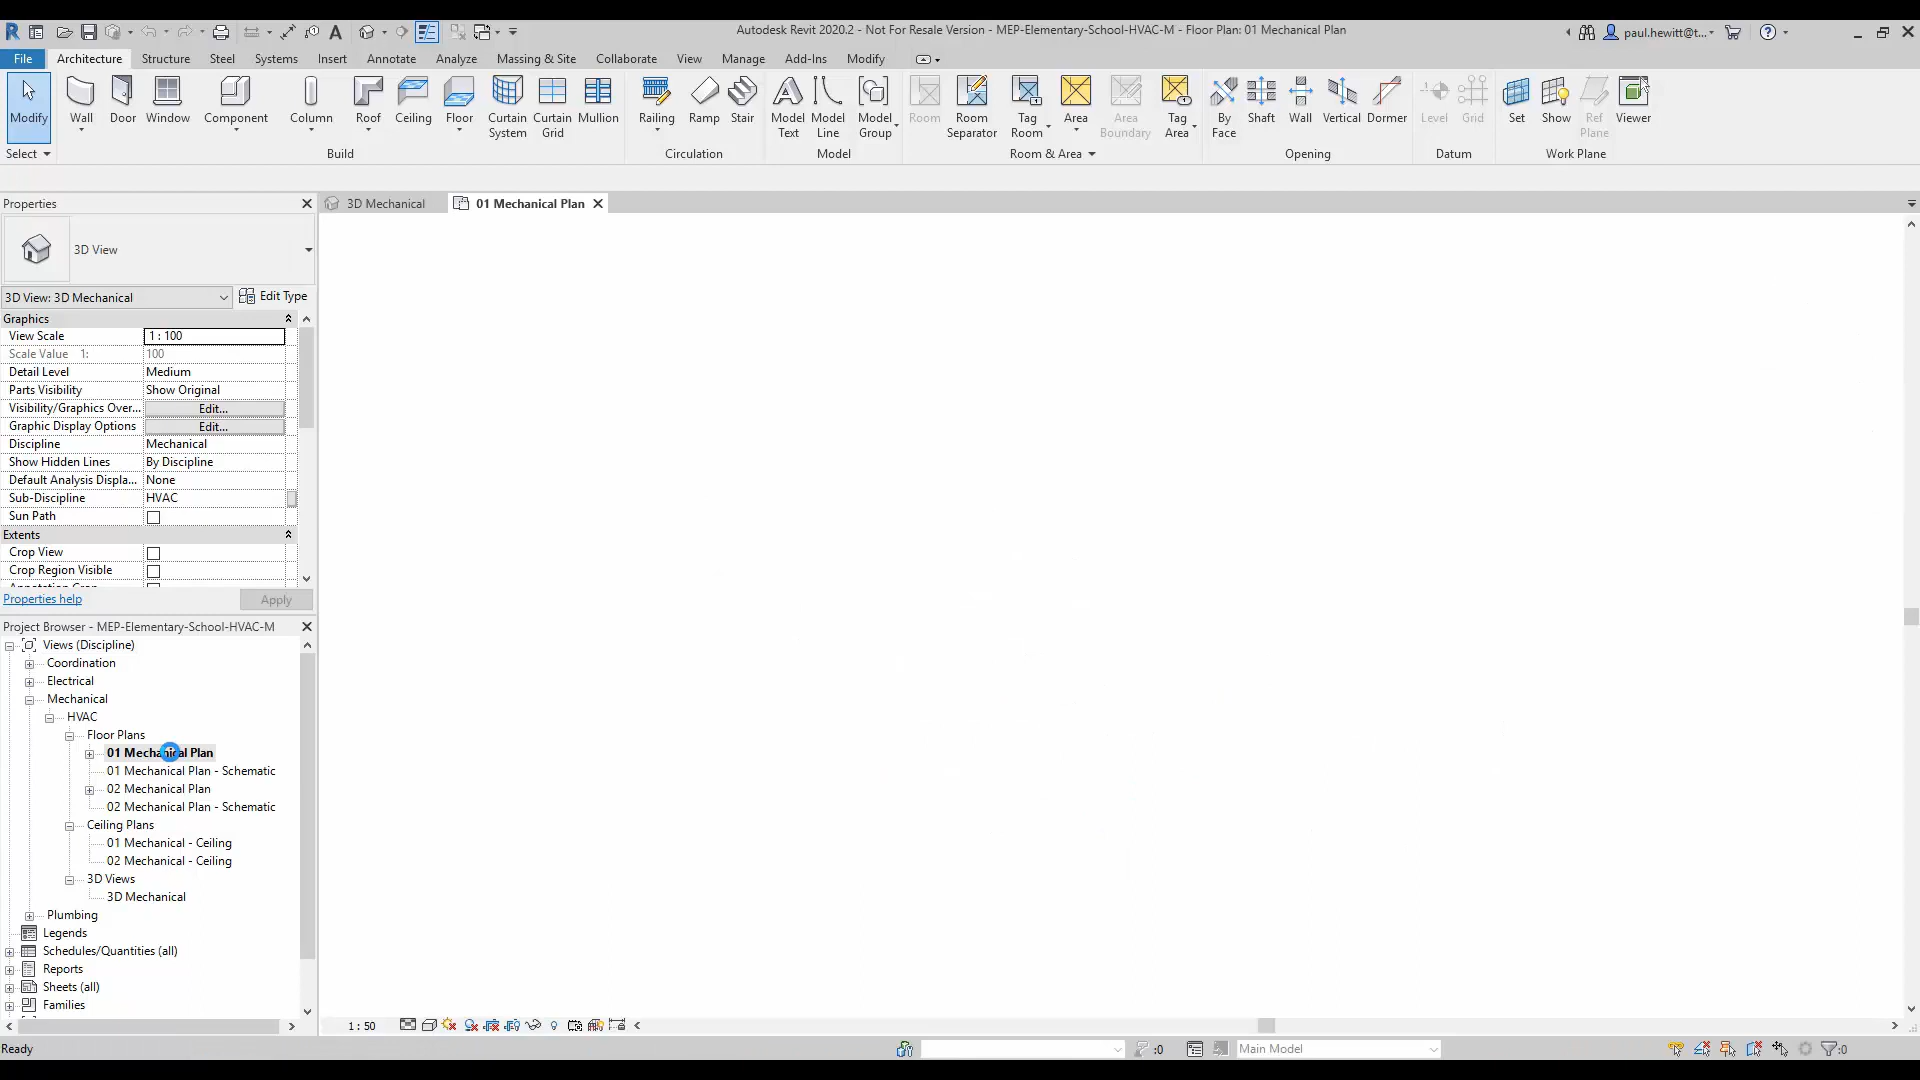 Autodesk Revit 2020.2 - Not For Resale Version - MEP-Elementary-School-HVAC-M - Floor Plan: 01 Mechanical Plan
paul.hewitt@t...
File Architecture Structure Steel Systems Insert Annotate Analyze Massing & Site Collaborate View Manage Add-Ins Modify
Modify Wall Door Window Component Column Roof Ceiling Floor Curtain System Curtain Grid Mullion Railing Ramp Stair Model Text Model Line Model Group Room Room Separator Tag Room Area Area Boundary Tag Area By Face Shaft Wall Vertical Dormer Level Grid Set Show Ref Plane Viewer
Select Build Circulation Model Room & Area Opening Datum Work Plane
Properties
3D Mechanical 01 Mechanical Plan
3D View
3D View: 3D Mechanical Edit Type
Graphics
View Scale 1 : 100
Scale Value 1: 100
Detail Level Medium
Parts Visibility Show Original
Visibility/Graphics Over... Edit...
Graphic Display Options Edit...
Discipline Mechanical
Show Hidden Lines By Discipline
Default Analysis Displa... None
Sub-Discipline HVAC
Sun Path
Extents
Crop View
Crop Region Visible
Properties help Apply
Project Browser - MEP-Elementary-School-HVAC-M
Views (Discipline)
Coordination
Electrical
Mechanical
HVAC
Floor Plans
01 Mechanical Plan
01 Mechanical Plan - Schematic
02 Mechanical Plan
02 Mechanical Plan - Schematic
Ceiling Plans
01 Mechanical - Ceiling
02 Mechanical - Ceiling
3D Views
3D Mechanical
Plumbing
Legends
Schedules/Quantities (all)
Reports
Sheets (all)
Families
1 : 50
Ready :0 Main Model :0